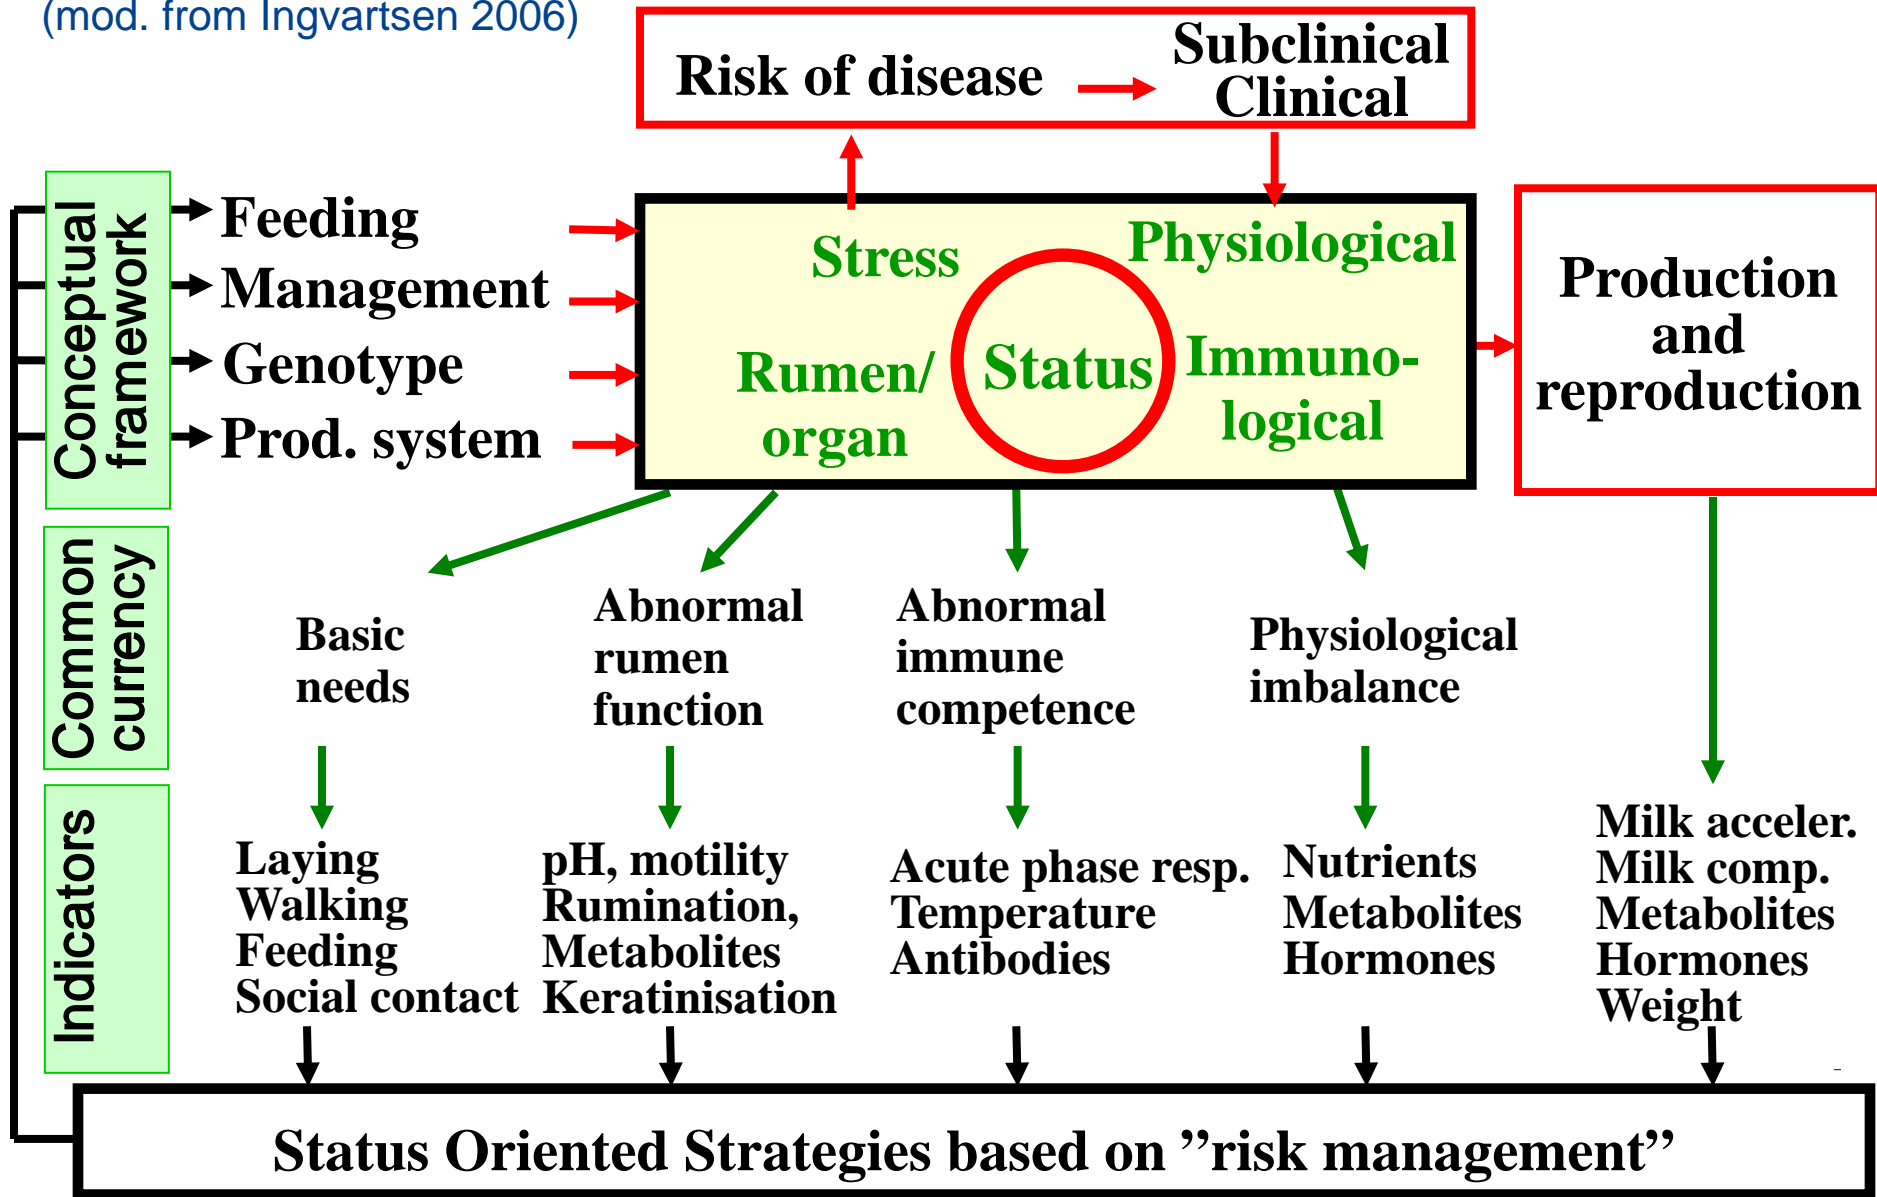 (mod. from Ingvartsen 2006)
Risk of disease
Subclinical
Clinical
Conceptual
framework
Feeding
Management
Genotype
Prod. system
Stress
Physiological
Rumen/
organ
Status
Immuno-
logical
Production
and
reproduction
Common
currency
Basic
needs
Abnormal
rumen
function
Abnormal
immune
competence
Physiological
imbalance
Indicators
Laying
Walking
Feeding
Social contact
pH, motility
Rumination,
Metabolites
Keratinisation
Acute phase resp.
Temperature
Antibodies
Nutrients
Metabolites
Hormones
Milk acceler.
Milk comp.
Metabolites
Hormones
Weight
Status Oriented Strategies based on ”risk management”